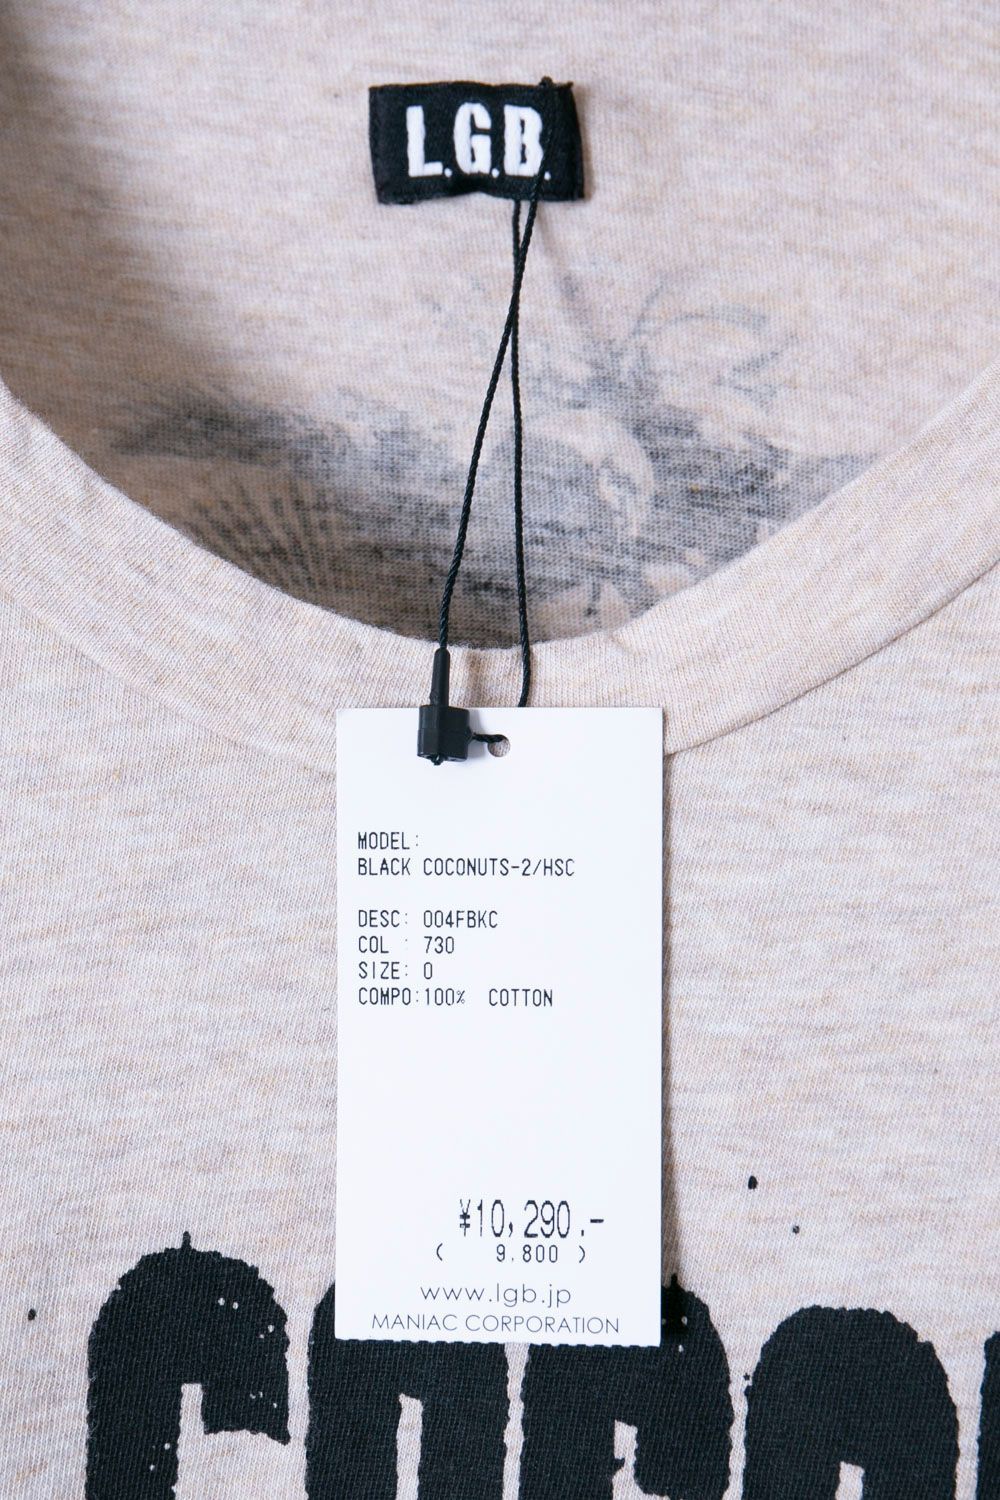 L.G.B.
MODEL:
BLACK COCONUTS-2/HSC
DESC: 004FBKC
COL : 730
SIZE: 0
COMPO:100% COTTON
¥10,290.-
( 9.800 )
www.lgb.jp
MANIAC CORPORATION